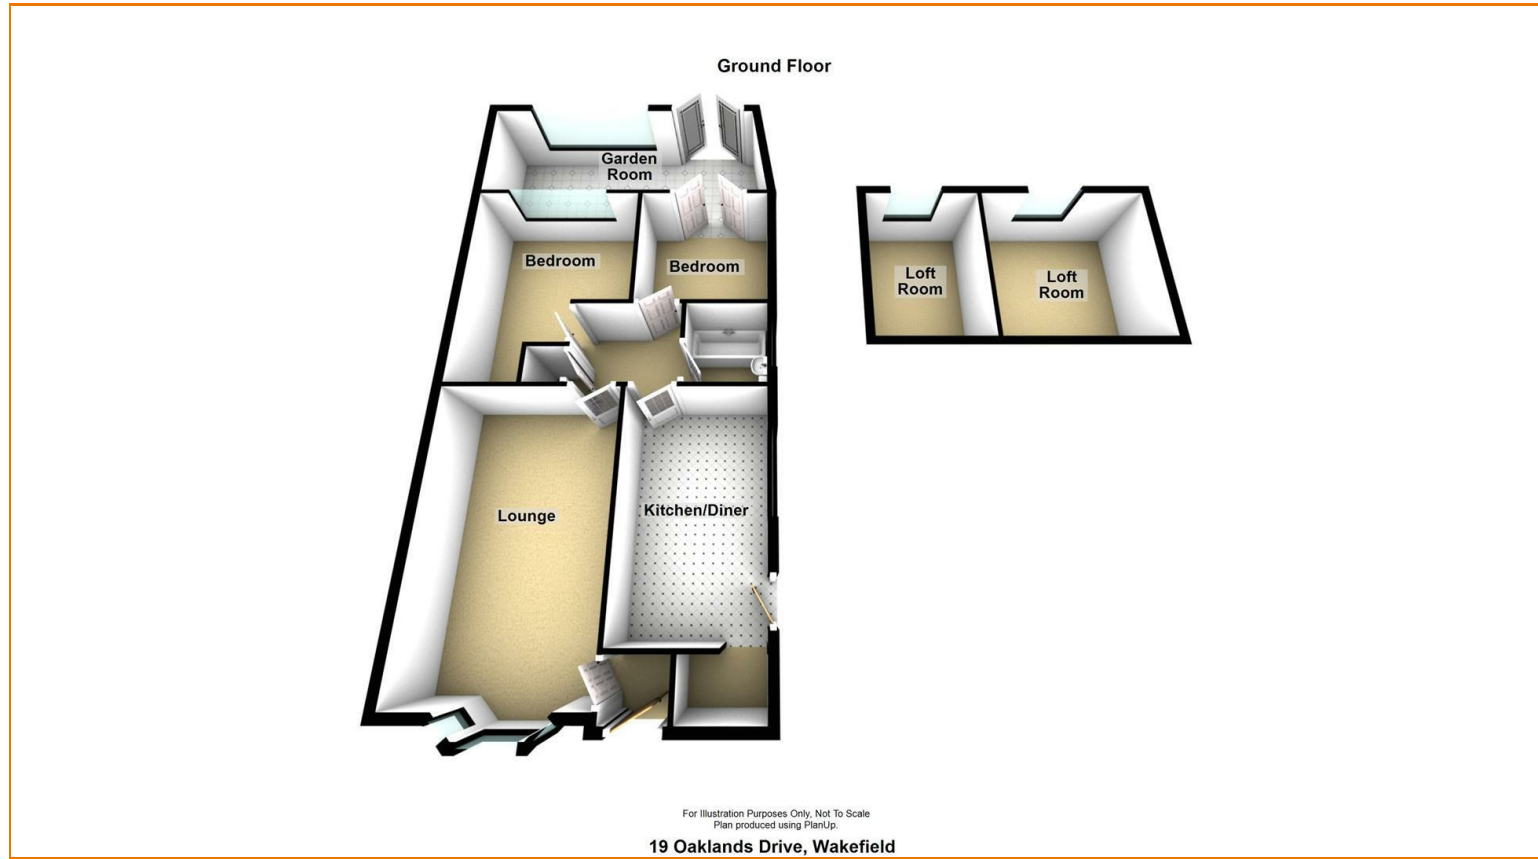 Ground Floor
Garden
Room
Bedroom
Bedroom
Loft
Room
Loft
Room
Lounge
Kitchen/Diner
For Illustration Purposes Only, Not To Scale
Plan produced using PlanUp.
19 Oaklands Drive, Wakefield